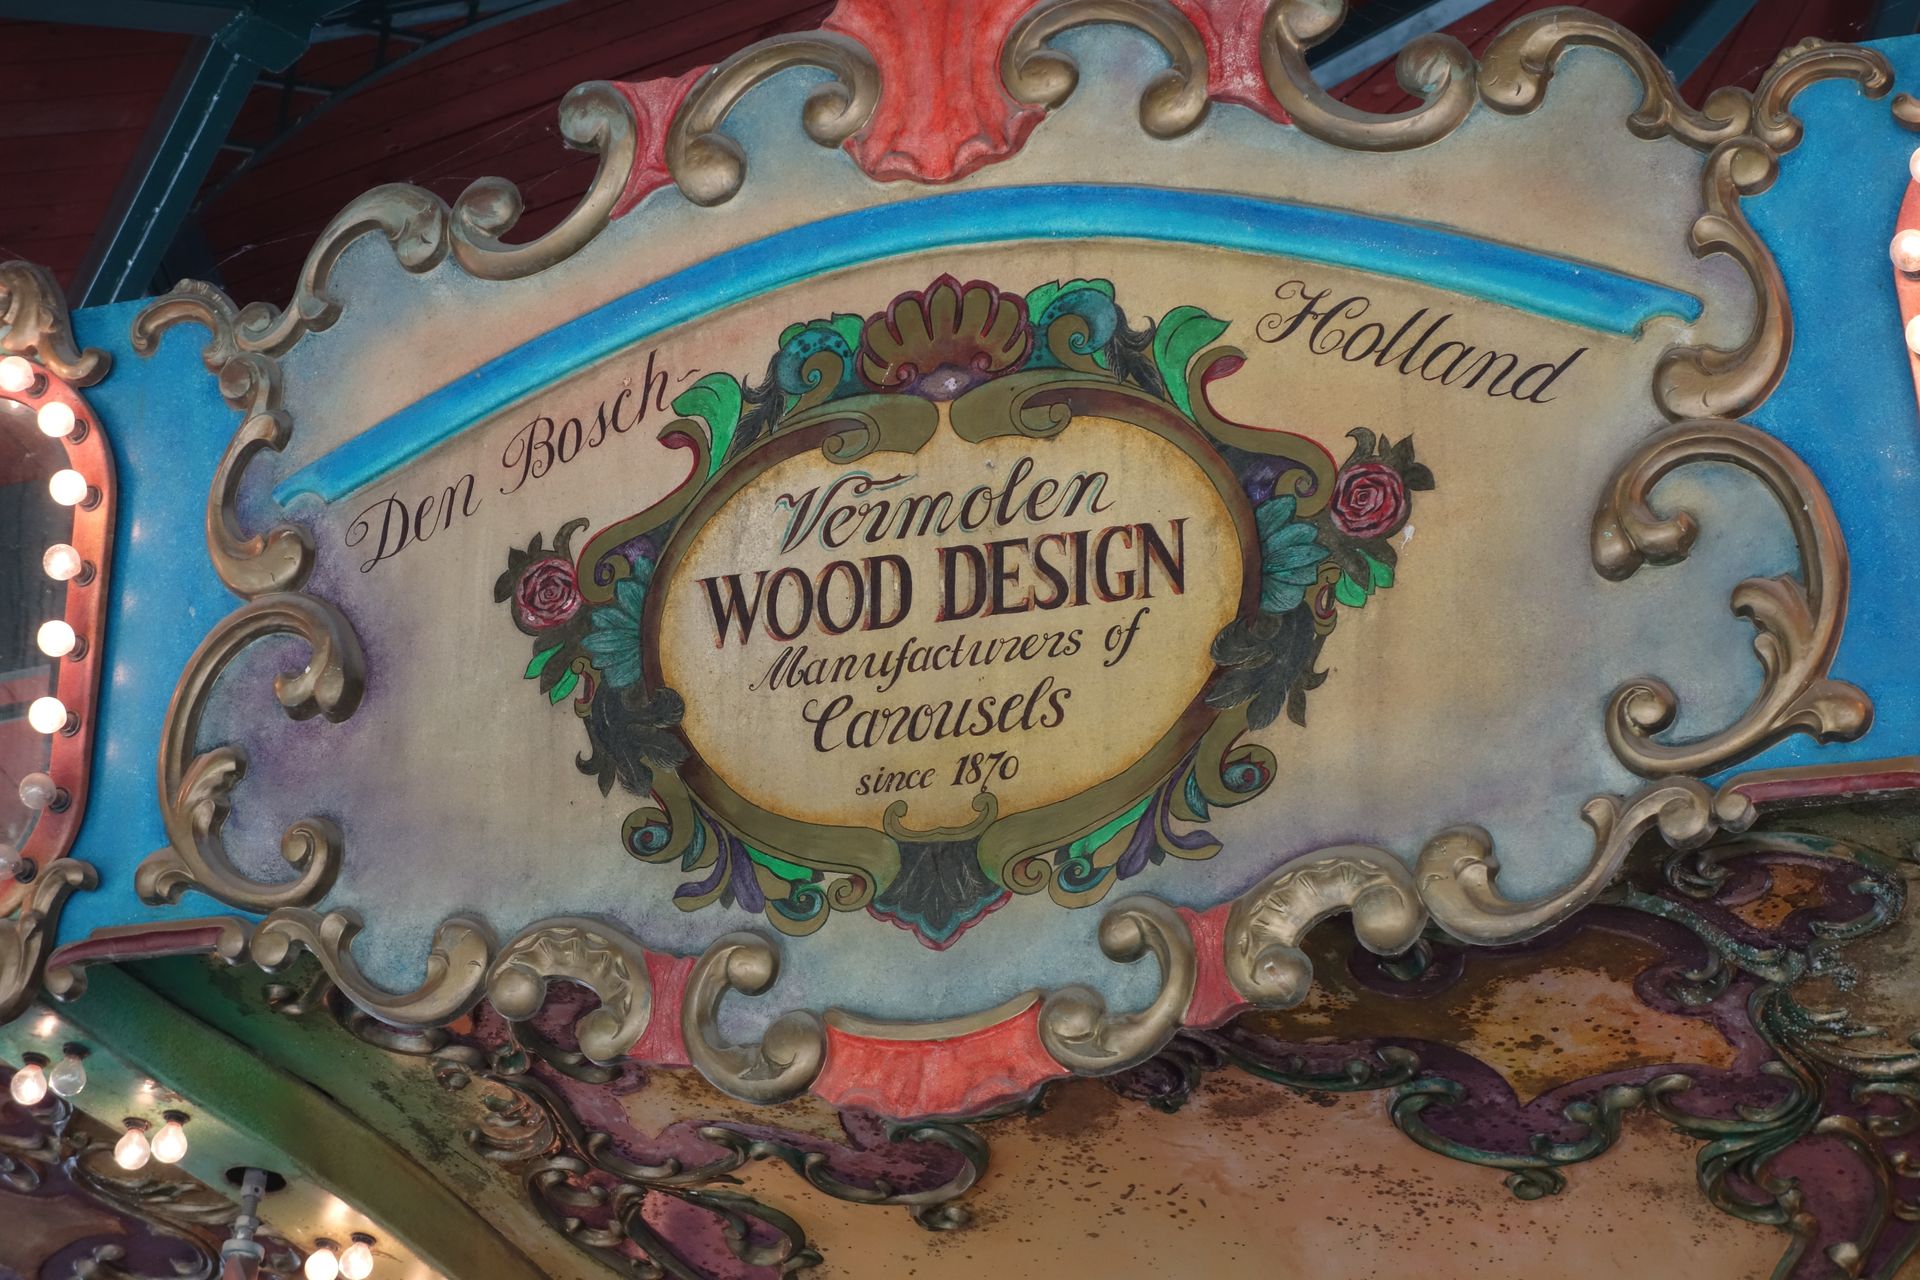 Den Bosch- Holland
Vermolen
WOOD DESIGN
Manufacturers of
Carousels
since 1870